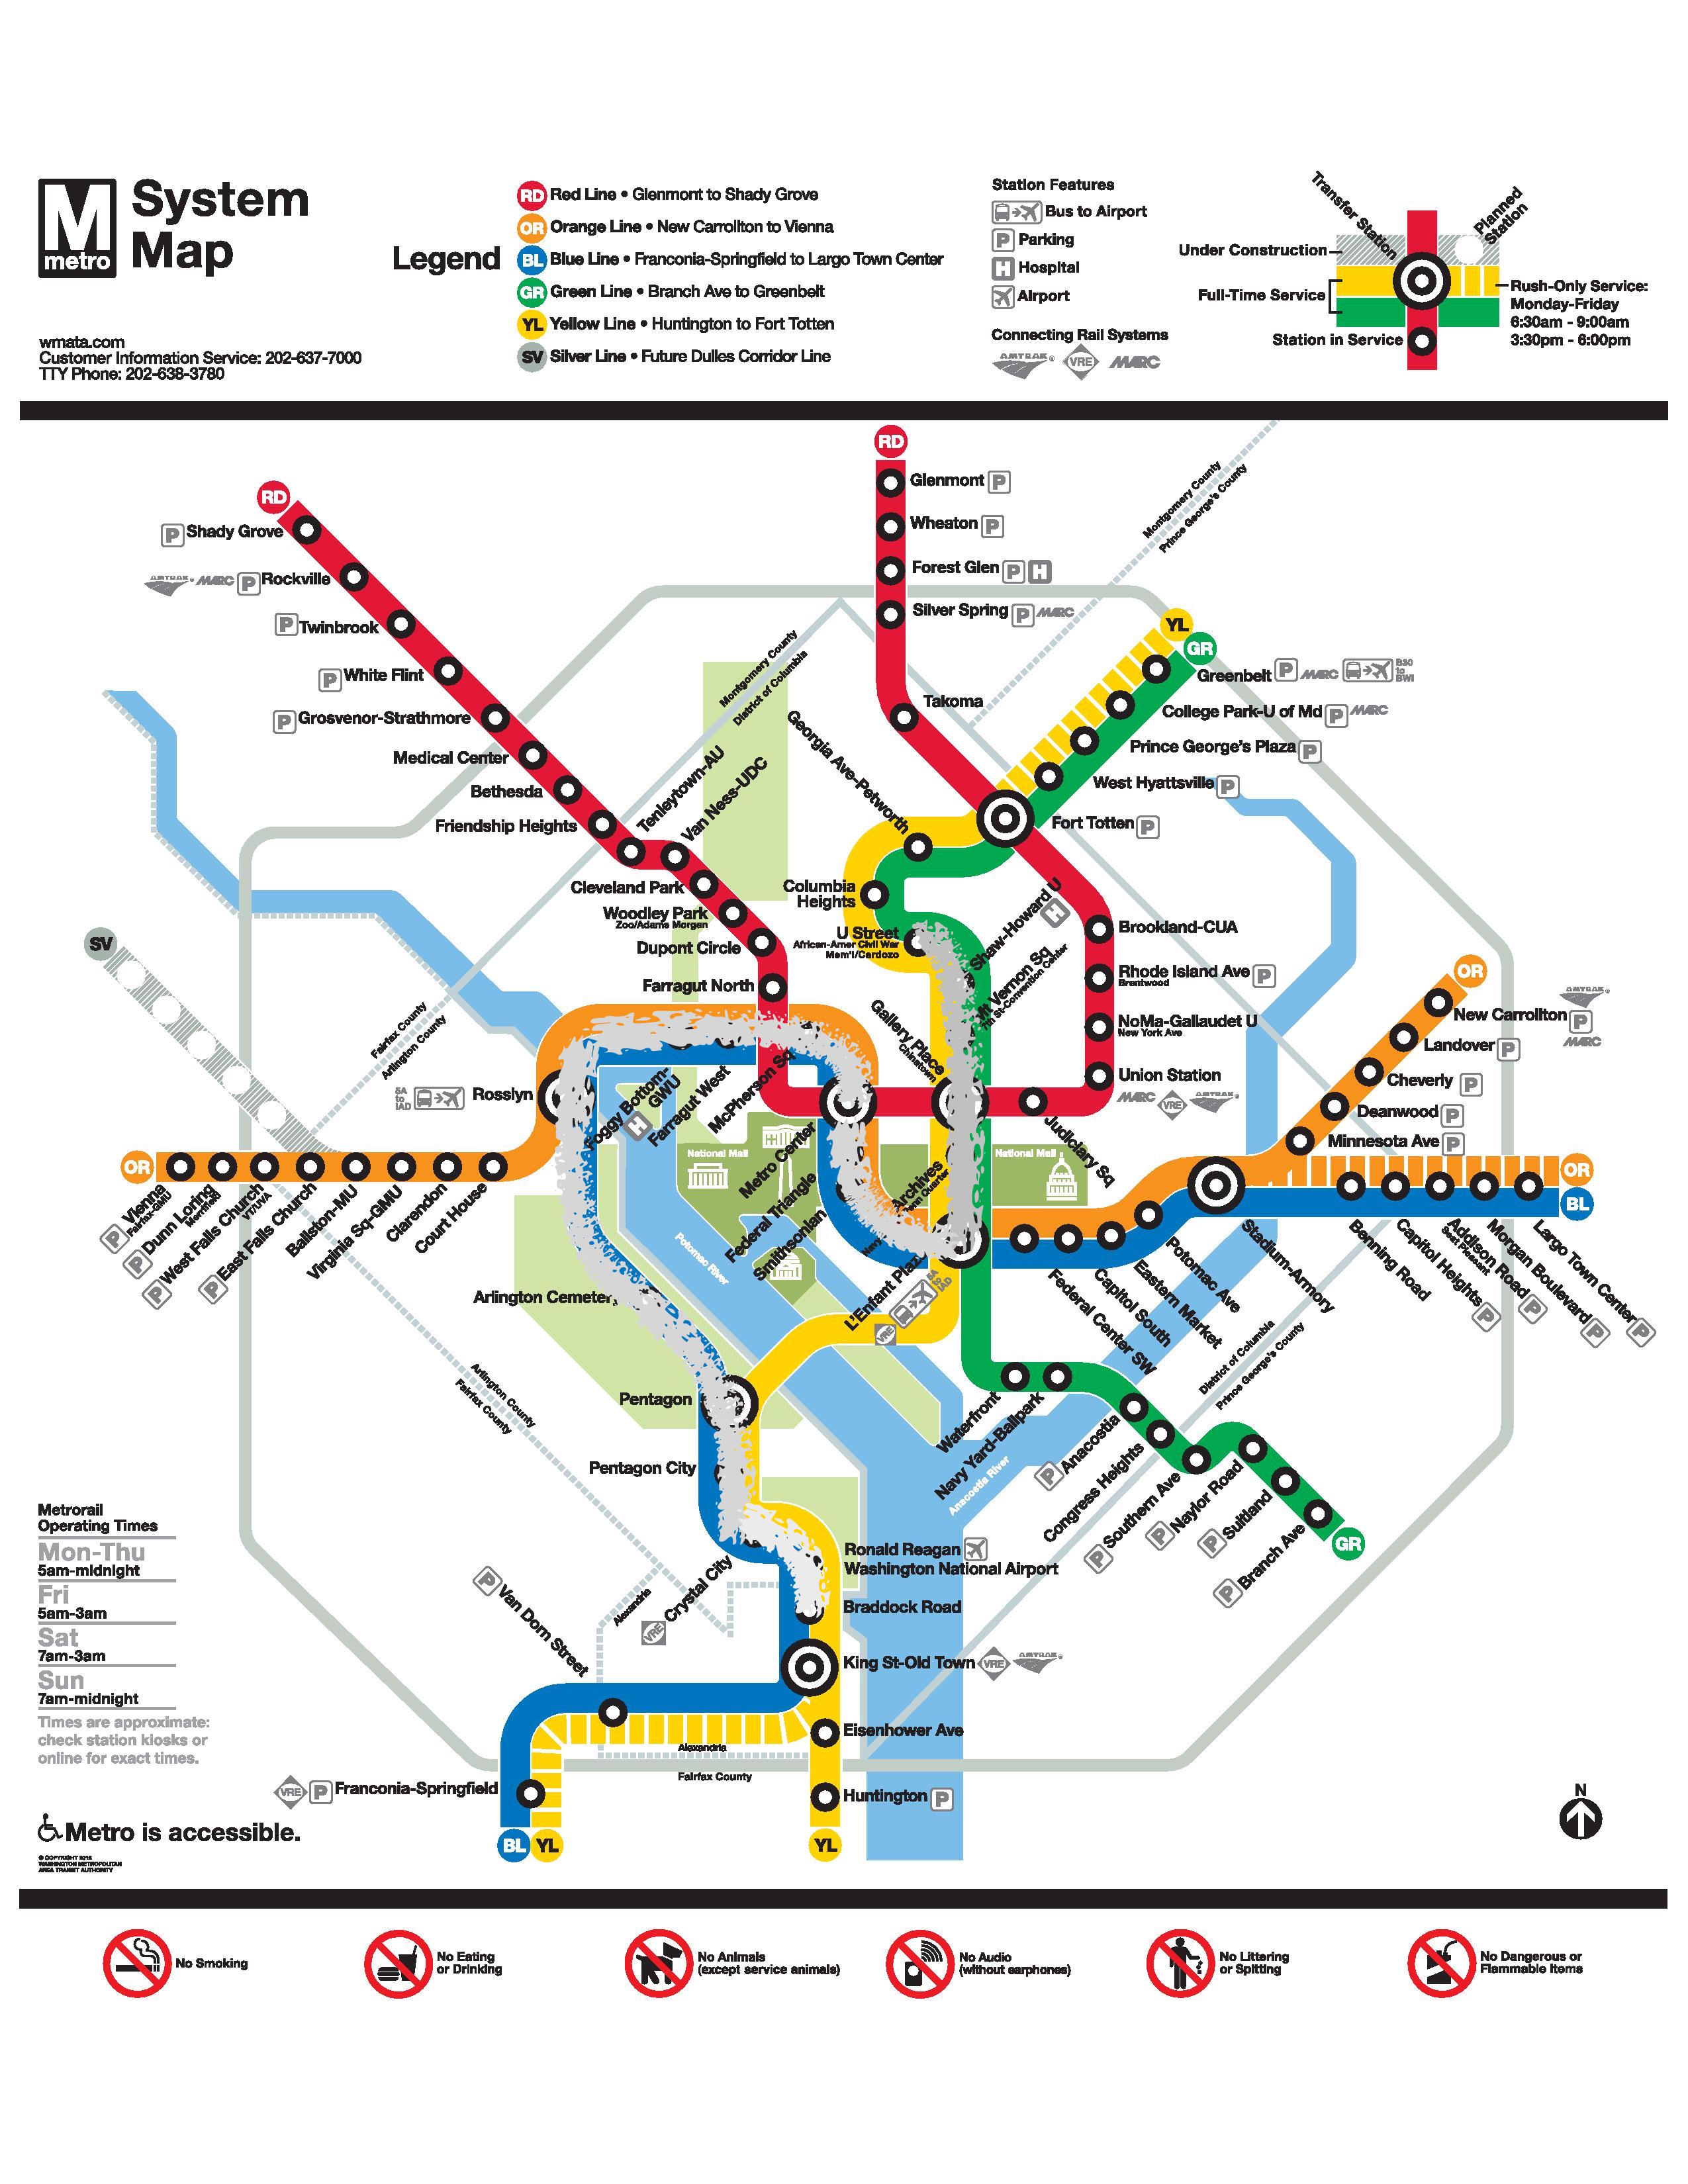 M
metro
System
Map
wmata.com
Customer Information Service: 202-637-7000
TTY Phone: 202-638-3780
Legend
RD Red Line • Glenmont to Shady Grove
OR Orange Line • New Carrollton to Vienna
BL Blue Line • Franconia-Springfield to Largo Town Center
GR Green Line • Branch Ave to Greenbelt
YL Yellow Line • Huntington to Fort Totten
SV Silver Line • Future Dulles Corridor Line
Station Features
Bus to Airport
P Parking
H Hospital
Airport
Connecting Rail Systems
AMTRAK VRE MARC
Transfer Station
Planned
Station
Under Construction
Full-Time Service
Station in Service
Rush-Only Service:
Monday-Friday
6:30am - 9:00am
3:30pm - 6:00pm
RD
P Shady Grove
AMTRAK MARC P Rockville
P Twinbrook
P White Flint
P Grosvenor-Strathmore
Medical Center
Bethesda
Friendship Heights
Tenleytown-AU
Van Ness-UDC
Cleveland Park
Woodley Park
Zoo/Adams Morgan
Dupont Circle
Farragut North
RD
Glenmont P
Wheaton P
Forest Glen P H
Silver Spring P MARC
Takoma
Montgomery County
Prince George's County
Montgomery County
District of Columbia
YL
GR
Greenbelt P MARC B30
to
BWI
College Park-U of Md P MARC
Prince George's Plaza P
West Hyattsville P
Fort Totten P
Georgia Ave-Petworth
Columbia
Heights
U Street
African-Amer Civil War
Mem'l/Cardozo
Shaw-Howard U
H
Mt Vernon Sq
7th St-Convention Center
Gallery Place
Chinatown
Brookland-CUA
Rhode Island Ave P
Brentwood
NoMa-Gallaudet U
New York Ave
Union Station
MARC VRE AMTRAK
Judiciary Sq
SV
Fairfax County
Arlington County
5A
to
IAD
Rosslyn
Foggy Bottom-
GWU
H
Farragut West
McPherson Sq
Metro Center
Federal Triangle
Smithsonian
National Mall
National Mall
Archives
L'Enfant Plaz
VRE
5A
to
IAD
Potomac River
OR
P Vienna
Fairfax-GMU
P Dunn Loring
Merrifield
P West Falls Church
VT/UVA
P East Falls Church
Ballston-MU
Virginia Sq-GMU
Clarendon
Court House
OR
New Carrollton P
AMTRAK
MARC
Landover P
Cheverly P
Deanwood P
Minnesota Ave P
OR
BL
Benning Road
Capitol Heights P
Addison Road P
Seat Pleasant
Morgan Boulevard P
Largo Town Center P
Stadium-Armory
Potomac Ave
Eastern Market
Capitol South
Federal Center SW
District of Columbia
Prince George's County
Arlington Cemeter
Arlington County
Fairfax County
Pentagon
Pentagon City
Crystal City
VRE
Alexandria
Waterfront
Navy Yard-Ballpark
Anacostia River
P Anacostia
Congress Heights
P Southern Ave
P Naylor Road
P Suitland
P Branch Ave
GR
Ronald Reagan
Washington National Airport
Braddock Road
King St-Old Town VRE AMTRAK
Eisenhower Ave
Huntington P
P Van Dorn Street
Alexandria
Fairfax County
VRE P Franconia-Springfield
BL
YL
YL
Metrorail
Operating Times
Mon-Thu
5am-midnight
Fri
5am-3am
Sat
7am-3am
Sun
7am-midnight
Times are approximate:
check station kiosks or
online for exact times.
Metro is accessible.
© COPYRIGHT 2012
WASHINGTON METROPOLITAN
AREA TRANSIT AUTHORITY
N
No Smoking
No Eating
or Drinking
No Animals
(except service animals)
No Audio
(without earphones)
No Littering
or Spitting
No Dangerous or
Flammable Items